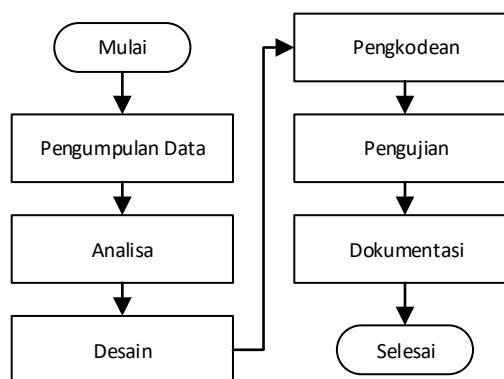 Mulai
Pengumpulan Data
Analisa
Desain
Pengkodean
Pengujian
Dokumentasi
Selesai